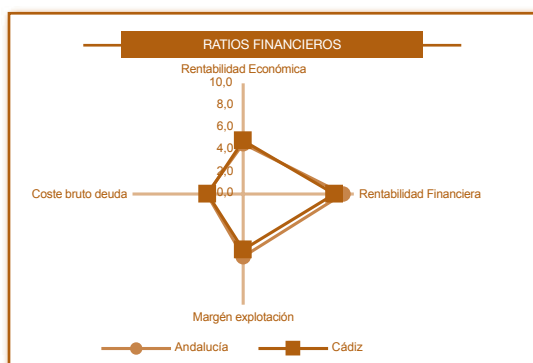 RATIOS FINANCIEROS
Rentabilidad Económica
10,0
8,0
6,0
4,0
2,0
0,0
Coste bruto deuda
Rentabilidad Financiera
Margén explotación
Andalucía
Cádiz